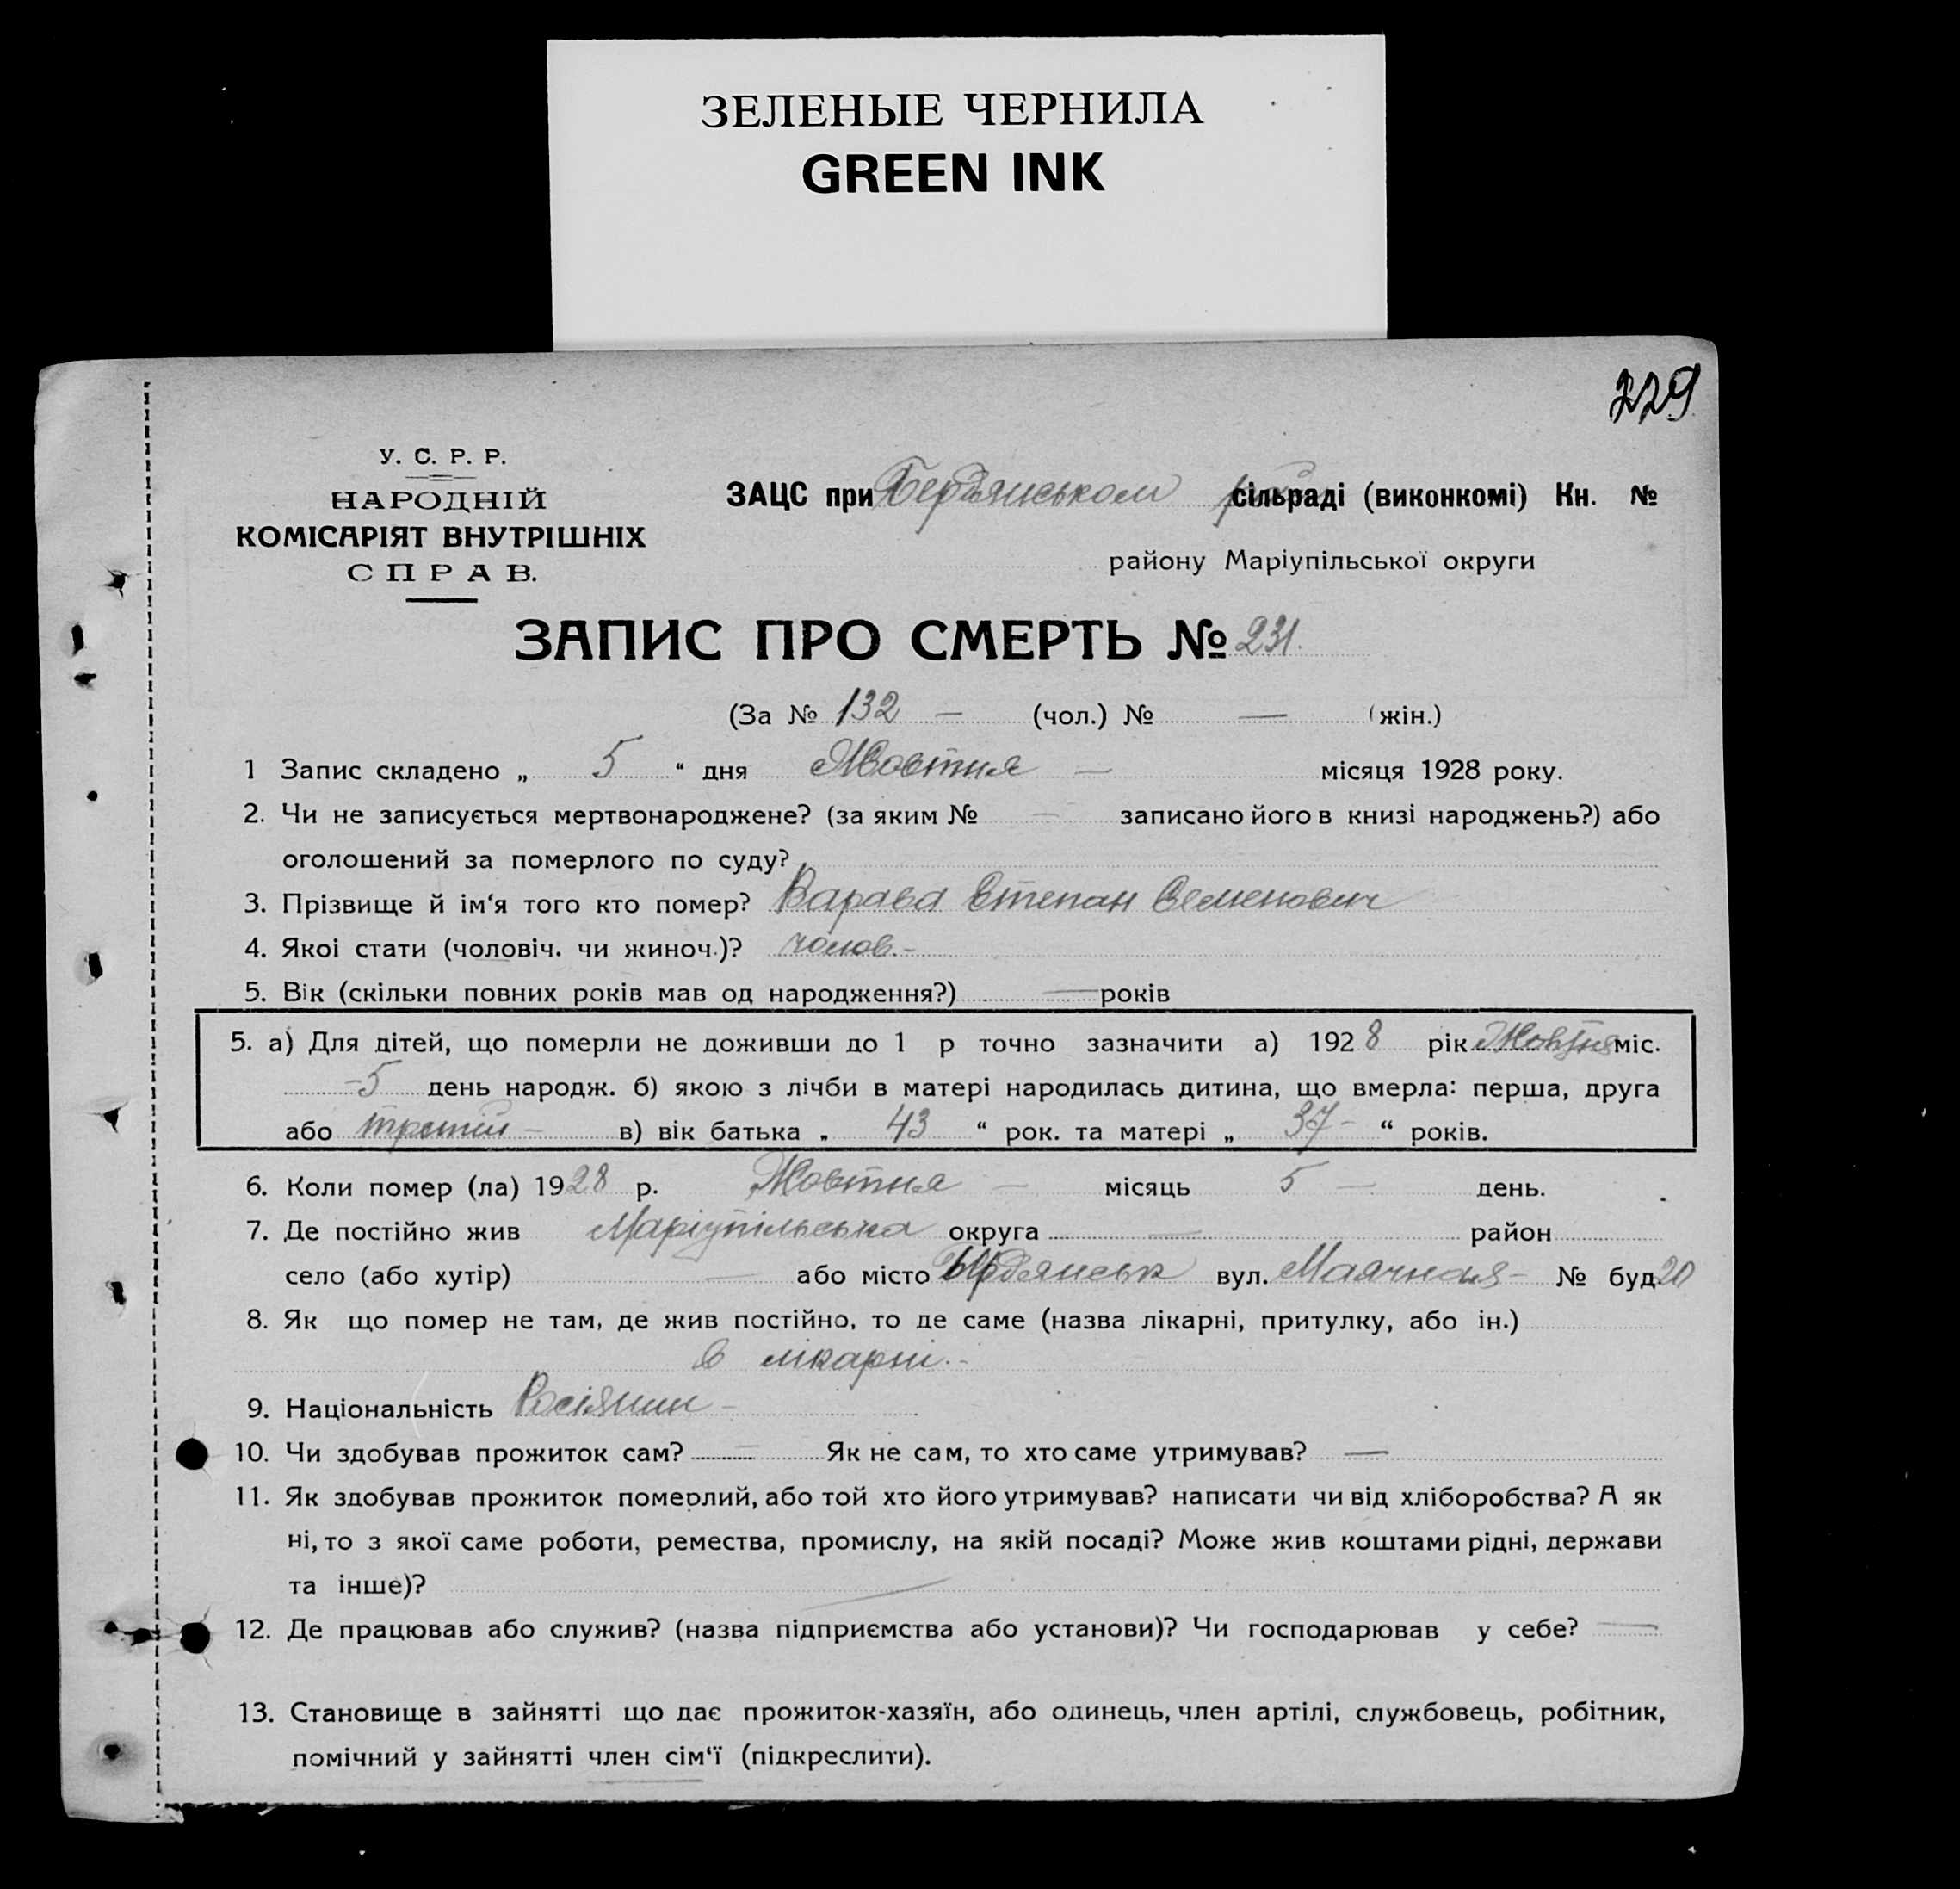 ЗЕЛЕНЫЕ ЧЕРНИЛА
GREEN INK
229
У. С. Р. Р.
НАРОДНІЙ
КОМІСАРІЯТ ВНУТРІШНІХ
СПРАВ.
ЗАЦС при Бердянськом сільраді (виконкомі) Кн. №
району Маріупільської округи
ЗАПИС ПРО СМЕРТЬ № 231.
(За № 132 — (чол.) № — (жін.)
1 Запис складено „ 5 “ дня Жовтня — місяця 1928 року.
2. Чи не записується мертвонароджене? (за яким № — записано його в книзі народжень?) або
оголошений за померлого по суду?
3. Прізвище й ім‘я того кто помер? Варава Степан Семенович
4. Якоі стати (чоловіч. чи жиноч.)? чолов. -
5. Вік (скільки повних років мав од народження?) — років
5. а) Для дітей, що померли не доживши до 1 р точно зазначити а) 1928 рік Жовтня міс.
-5 день народж. б) якою з лічби в матері народилась дитина, що вмерла: перша, друга
або третій - в) вік батька „ 43 “ рок. та матері „ 37 - “ років.
6. Коли помер (ла) 1928 р. Жовтня — місяць 5 — день.
7. Де постійно жив Маріупільська округа — район
село (або хутір) — або місто Бердянськ вул. Маячная - № буд. 20
8. Як що помер не там, де жив постійно, то де саме (назва лікарні, притулку, або ін.)
в лікарні. -
9. Національність Росіянин -
10. Чи здобував прожиток сам? — Як не сам, то хто саме утримував? —
11. Як здобував прожиток померлий, або той хто його утримував? написати чи від хліборобства? А як
ні, то з якої саме роботи, ремества, промислу, на якій посаді? Може жив коштами рідні, держави
та інше)? —
12. Де працював або служив? (назва підприємства або установи)? Чи господарював у себе? —
13. Становище в зайнятті що дає прожиток-хазяїн, або одинець, член артілі, службовець, робітник,
помічний у зайнятті член сім‘ї (підкреслити).